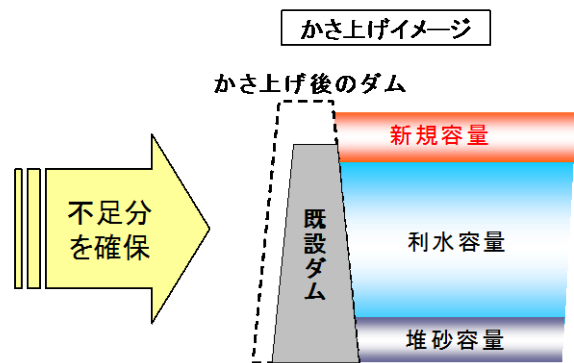 かさ上げイメージ
かさ上げ後のダム
新規容量
不足分
を確保
既設ダム
利水容量
堆砂容量